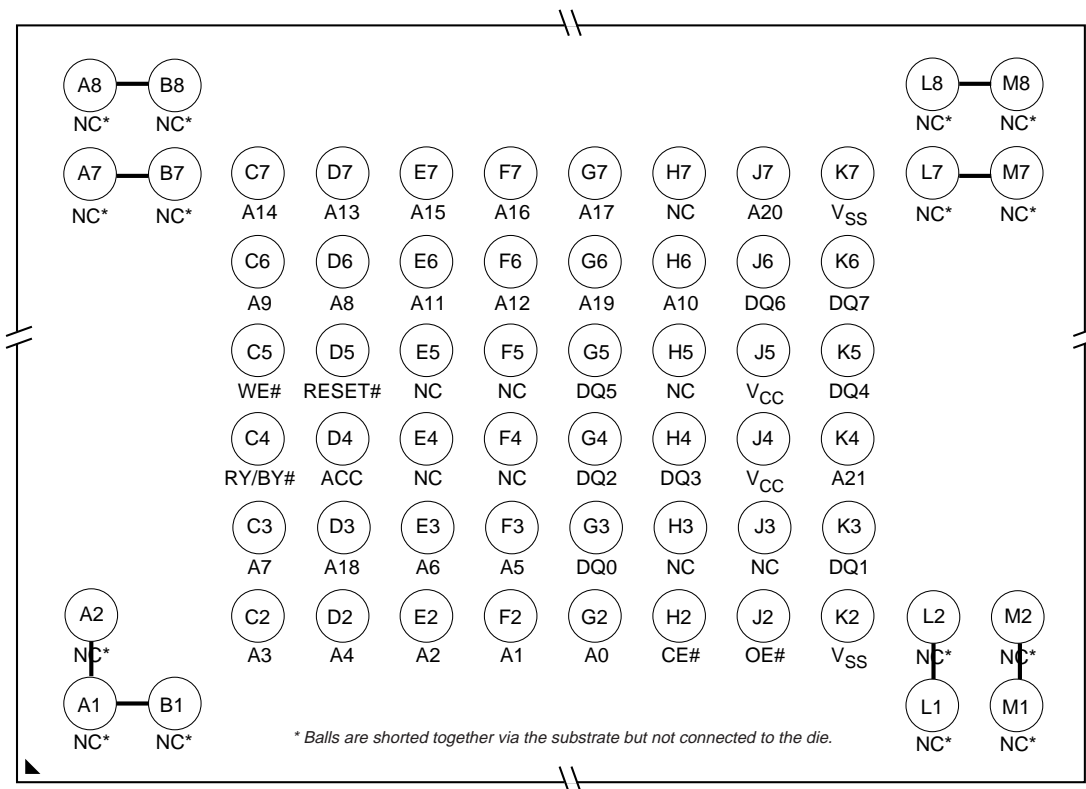 A8 B8 L8 M8
NC* NC* NC* NC*
A7 B7 C7 D7 E7 F7 G7 H7 J7 K7 L7 M7
NC* NC* A14 A13 A15 A16 A17 NC A20 VSS NC* NC*
C6 D6 E6 F6 G6 H6 J6 K6
A9 A8 A11 A12 A19 A10 DQ6 DQ7
C5 D5 E5 F5 G5 H5 J5 K5
WE# RESET# NC NC DQ5 NC VCC DQ4
C4 D4 E4 F4 G4 H4 J4 K4
RY/BY# ACC NC NC DQ2 DQ3 VCC A21
C3 D3 E3 F3 G3 H3 J3 K3
A7 A18 A6 A5 DQ0 NC NC DQ1
A2 C2 D2 E2 F2 G2 H2 J2 K2 L2 M2
NC* A3 A4 A2 A1 A0 CE# OE# VSS NC* NC*
A1 B1 L1 M1
NC* NC* NC* NC*
* Balls are shorted together via the substrate but not connected to the die.